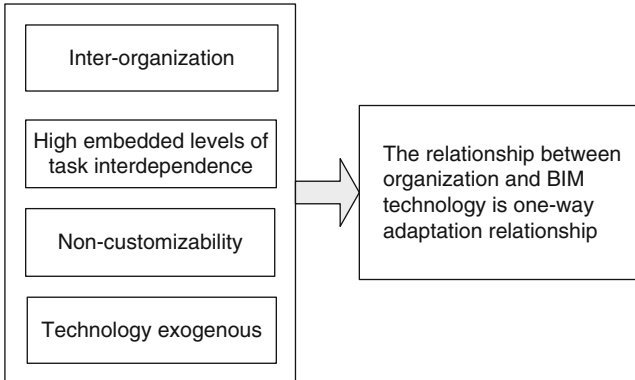 Inter-organization
High embedded levels of
task interdependence
Non-customizability
Technology exogenous
The relationship between
organization and BIM
technology is one-way
adaptation relationship